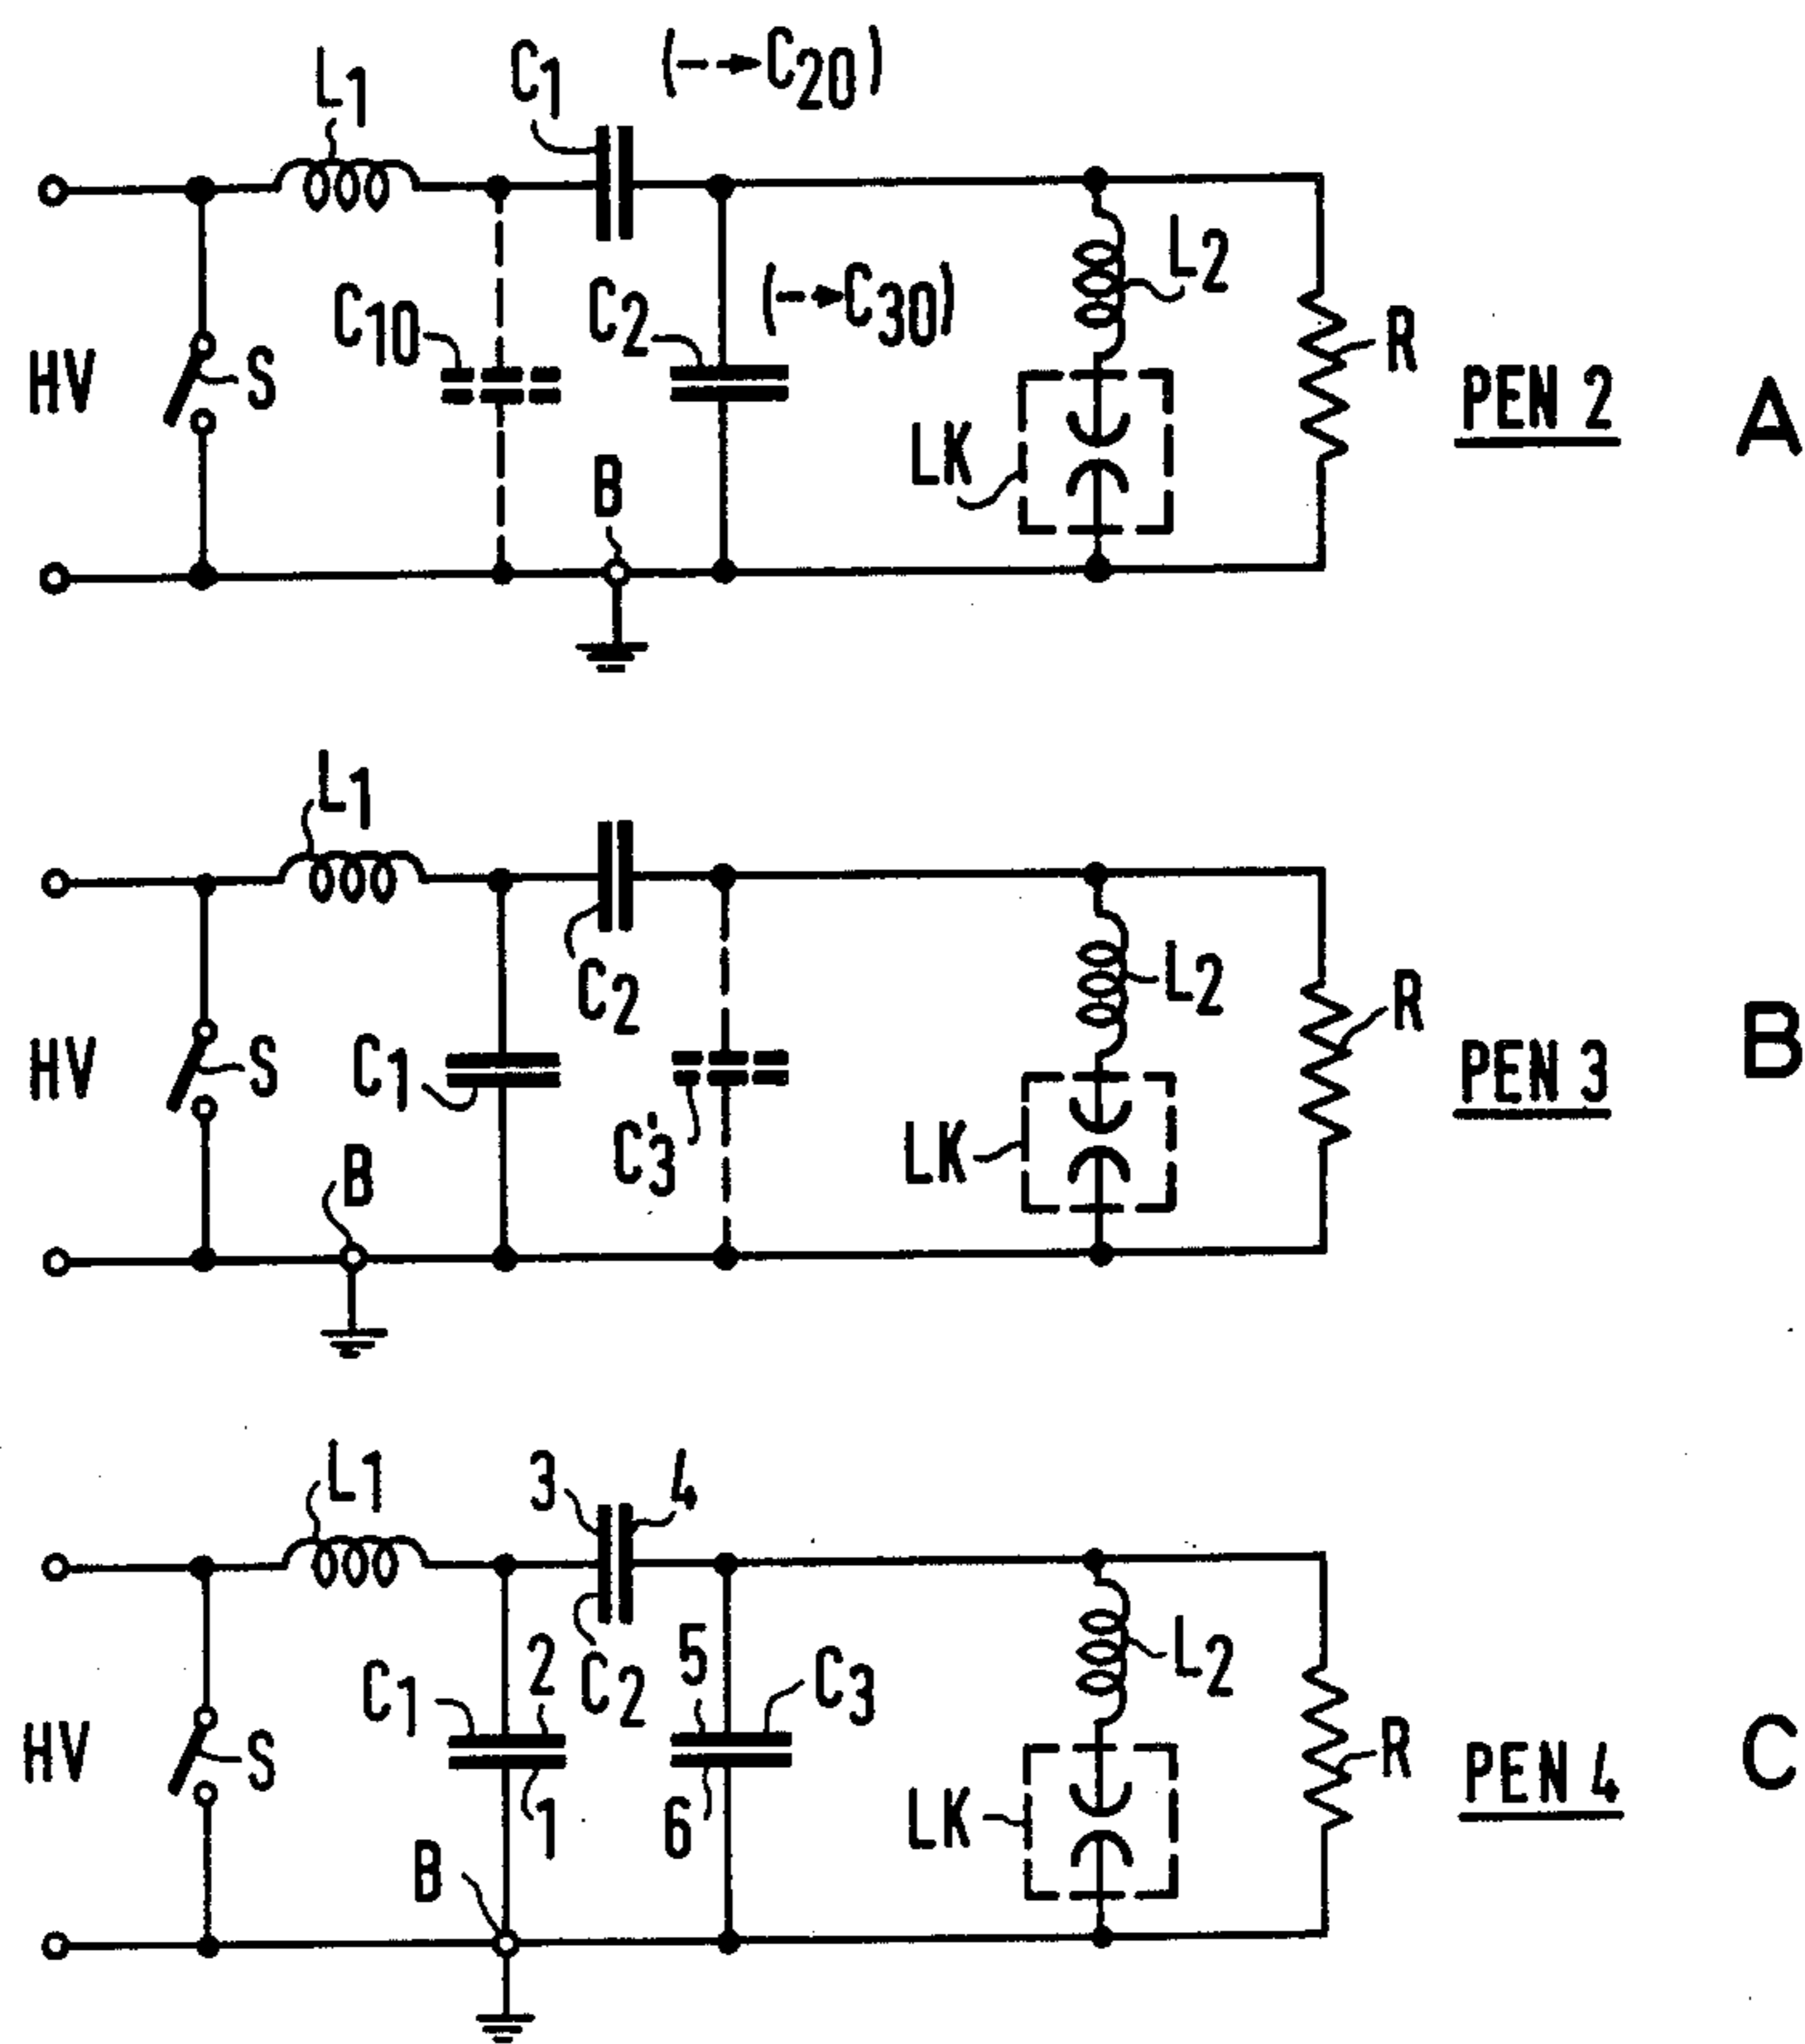 L1
C1
(--►C20)
C10
C2
(--►C30)
L2
HV
S
B
LK
R
PEN 2
A
L1
C2
L2
HV
S
C1
C'3
B
LK
R
PEN 3
B
L1
3
4
C1
2
C2
5
C3
L2
HV
S
1
6
B
LK
R
PEN 4
C